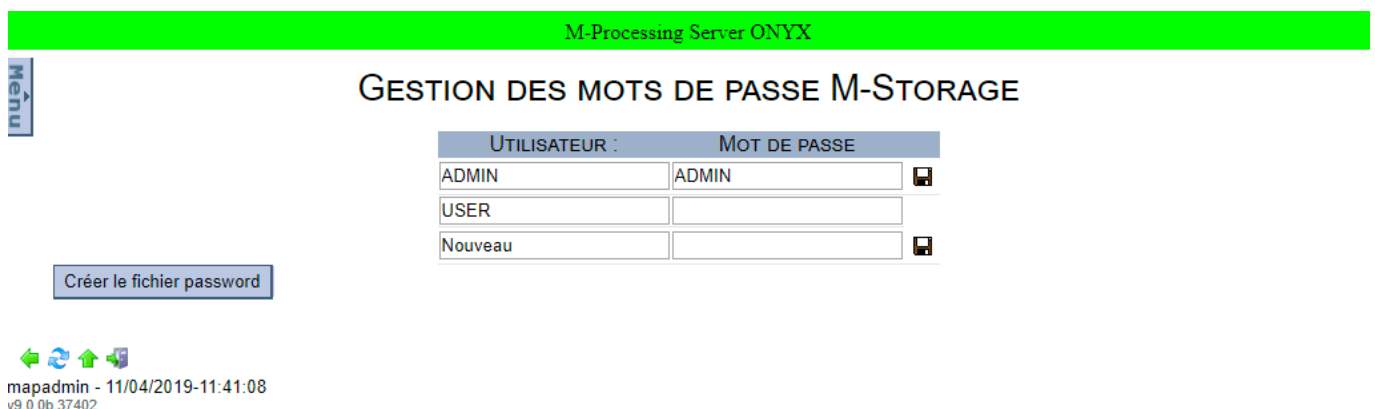 M-Processing Server ONYX
Menu
GESTION DES MOTS DE PASSE M-STORAGE
UTILISATEUR : MOT DE PASSE
ADMIN ADMIN
USER
Nouveau
Créer le fichier password
mapadmin - 11/04/2019-11:41:08
v9.0.0b 37402